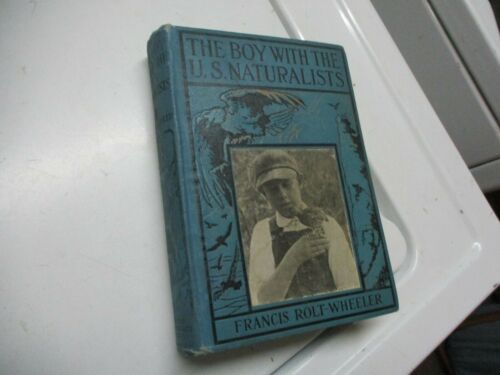 THE BOY WITH THE
U.S. NATURALISTS
FRANCIS ROLT-WHEELER